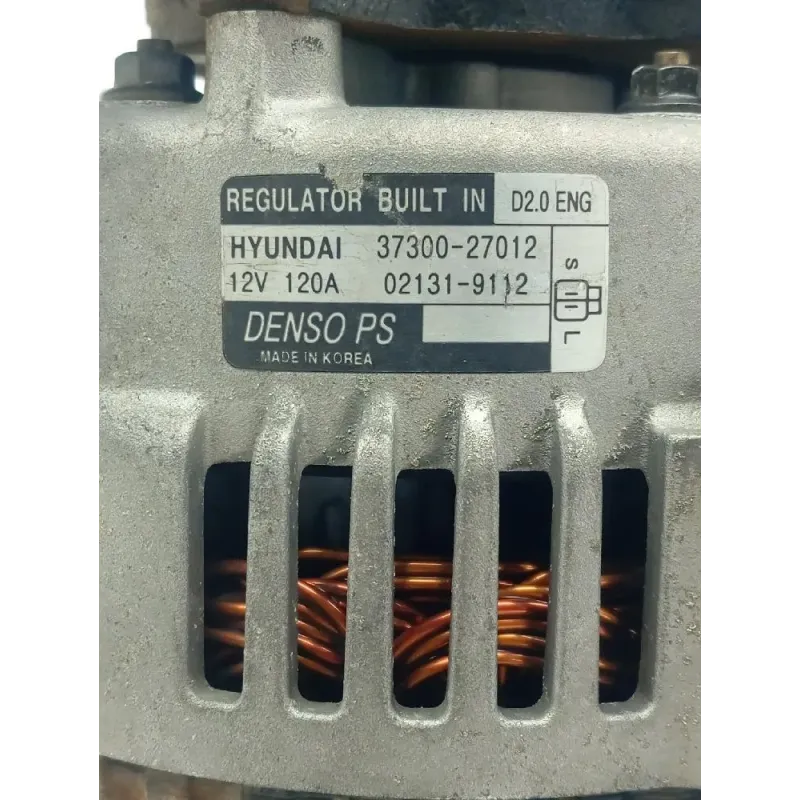 REGULATOR BUILT IN D2.0 ENG
HYUNDAI 37300-27012
12V 120A 02131-9112
DENSO PS
MADE IN KOREA
S
L